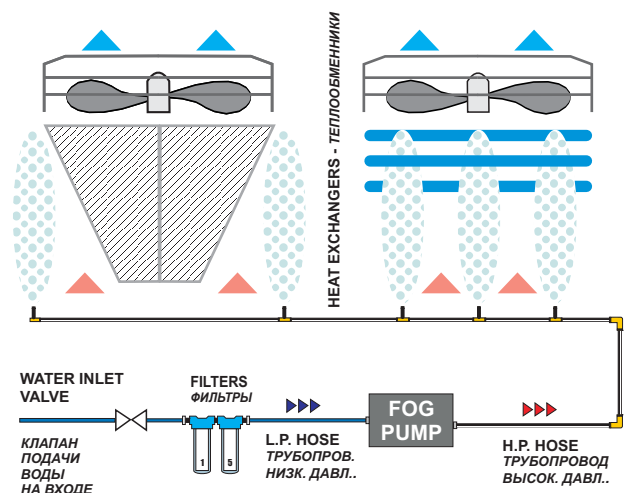 HEAT EXCHANGERS - ТЕПЛООБМЕННИКИ
WATER INLET
VALVE
КЛАПАН
ПОДАЧИ
ВОДЫ
НА ВХОДЕ
FILTERS
ФИЛЬТРЫ
1
5
L.P. HOSE
ТРУБОПРОВ.
НИЗК. ДАВЛ..
FOG
PUMP
H.P. HOSE
ТРУБОПРОВОД
ВЫСОК. ДАВЛ..